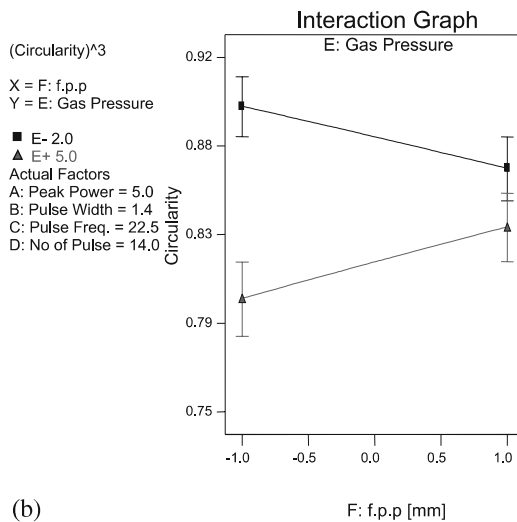 Interaction Graph
E: Gas Pressure
(Circularity)^3
X = F: f.p.p
Y = E: Gas Pressure
E- 2.0
E+ 5.0
Actual Factors
A: Peak Power = 5.0
B: Pulse Width = 1.4
C: Pulse Freq. = 22.5
D: No of Pulse = 14.0
Circularity
0.92
0.88
0.83
0.79
0.75
-1.0 -0.5 0.0 0.5 1.0
F: f.p.p [mm]
(b)